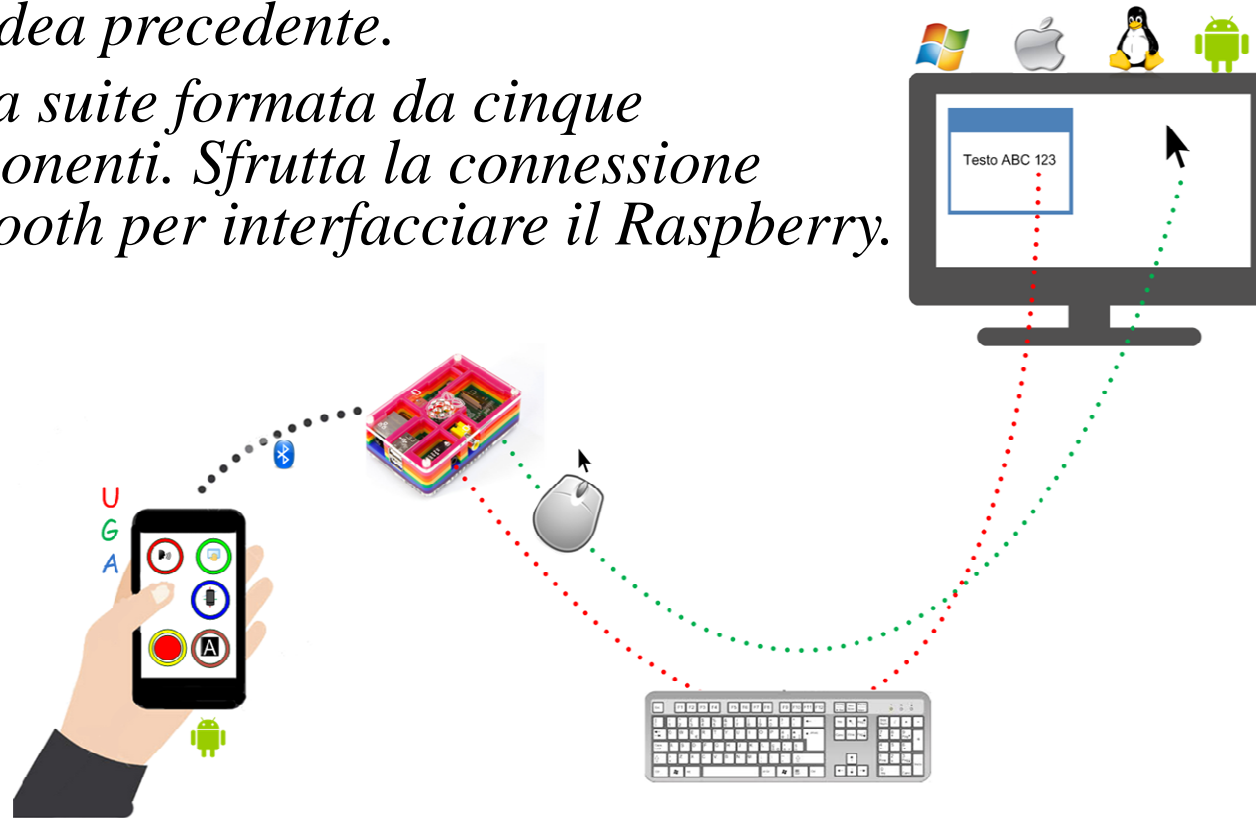 dea precedente.
a suite formata da cinque
onenti. Sfrutta la connessione
ooth per interfacciare il Raspberry.
Testo ABC 123
U
G
A
A